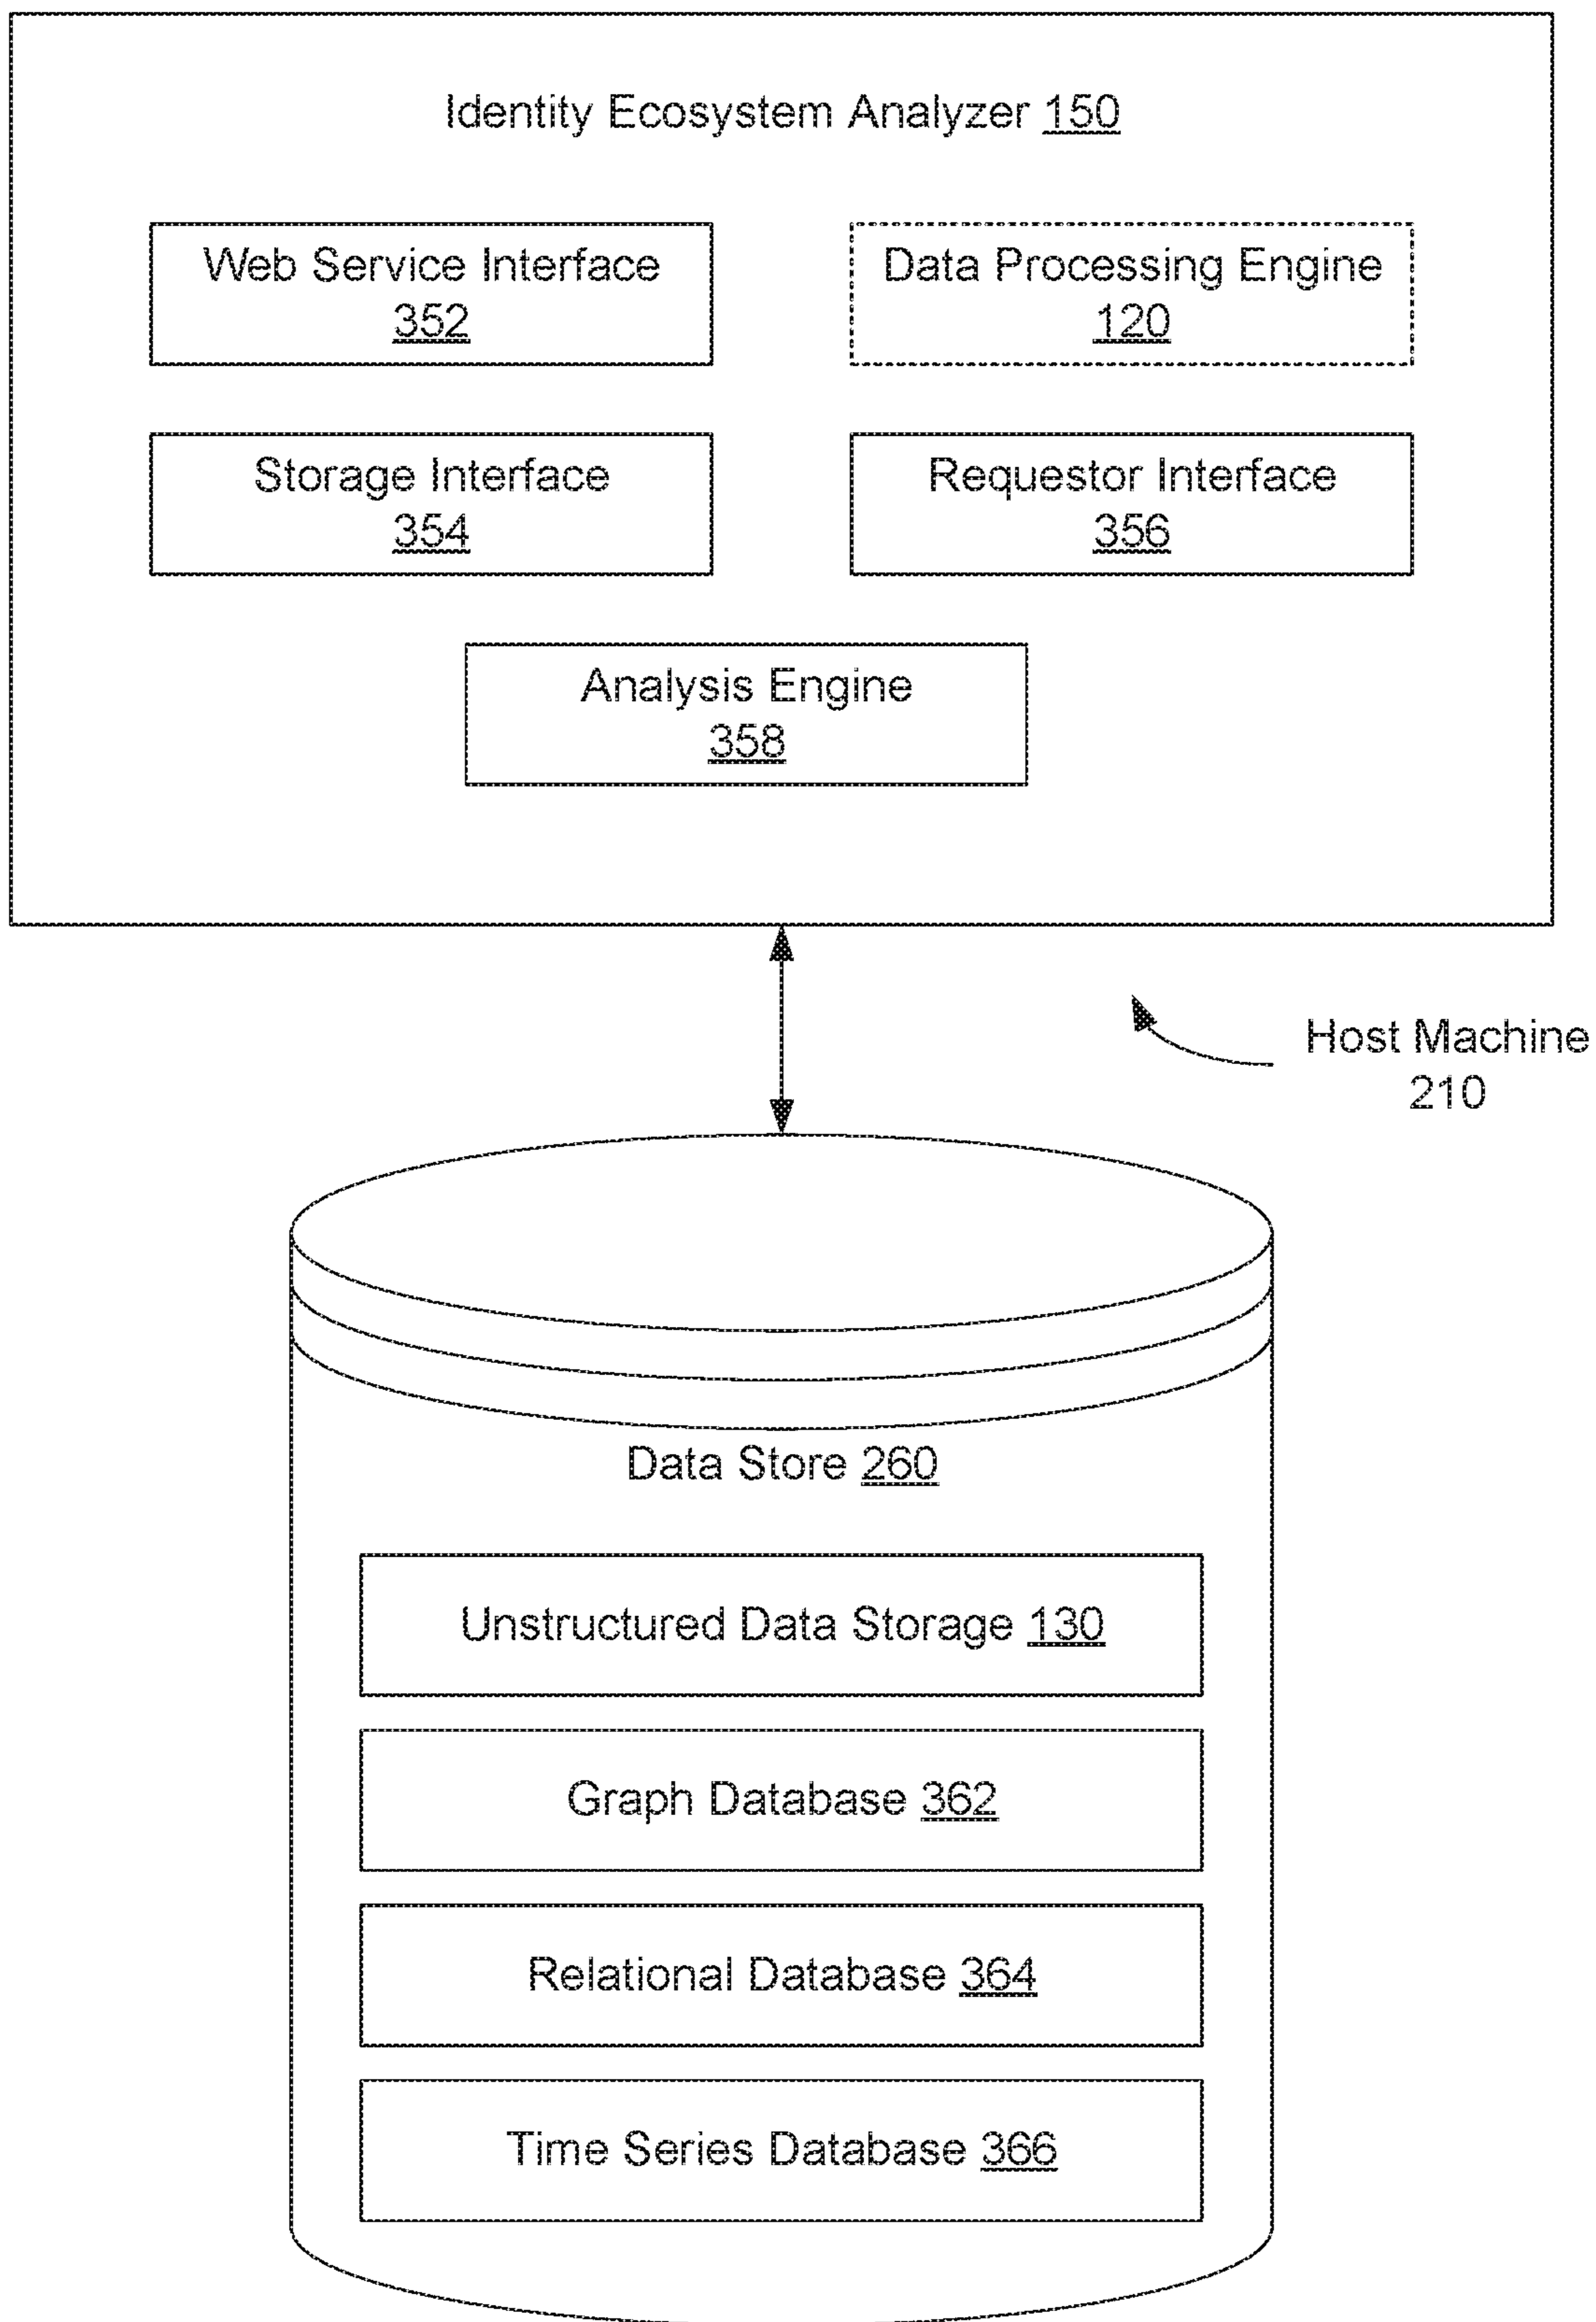 Identity Ecosystem Analyzer 150
Web Service Interface
352
Data Processing Engine
120
Storage Interface
354
Requestor Interface
356
Analysis Engine
358
Host Machine
210
Data Store 260
Unstructured Data Storage 130
Graph Database 362
Relational Database 364
Time Series Database 366